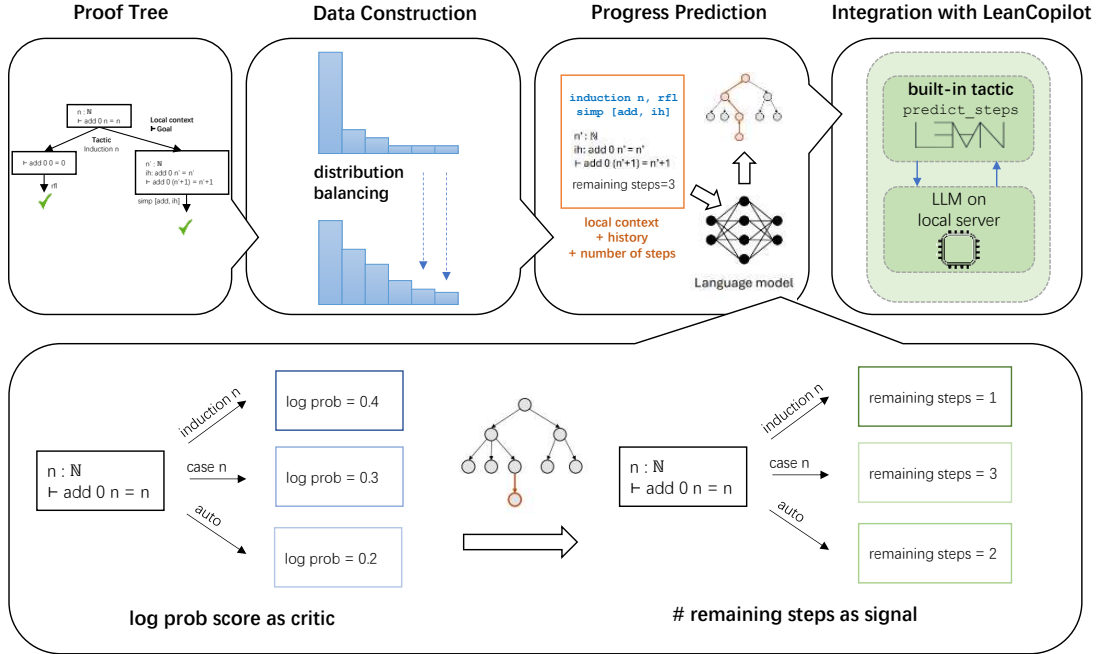 Proof Tree
Data Construction
Progress Prediction
Integration with LeanCopilot
n : ℕ
⊢ add 0 n = n
Local context
⊢ Goal
Tactic
Induction n
⊢ add 0 0 = 0
rfl
n' : ℕ
ih: add 0 n' = n'
⊢ add 0 (n'+1) = n'+1
simp [add, ih]
distribution
balancing
induction n, rfl
simp [add, ih]
n' : ℕ
ih: add 0 n' = n'
⊢ add 0 (n'+1) = n'+1
remaining steps=3
local context
+ history
+ number of steps
Language model
built-in tactic
predict_steps
LEAN
LLM on
local server
n : ℕ
⊢ add 0 n = n
induction n
case n
auto
log prob = 0.4
log prob = 0.3
log prob = 0.2
log prob score as critic
n : ℕ
⊢ add 0 n = n
induction n
case n
auto
remaining steps = 1
remaining steps = 3
remaining steps = 2
# remaining steps as signal